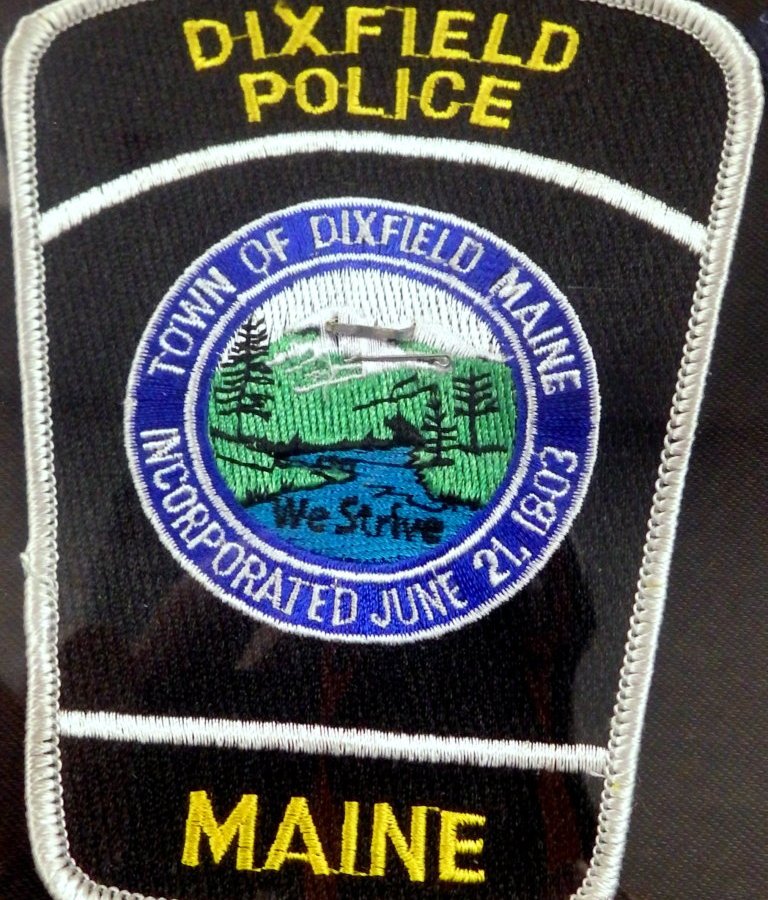 DIXFIELD
POLICE
TOWN OF DIXFIELD MAINE
We Strive
INCORPORATED JUNE 21, 1803
MAINE